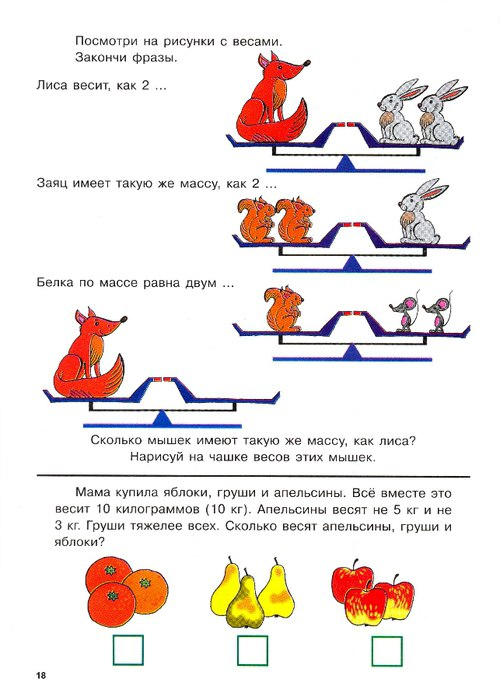 Посмотри на рисунки с весами.
Закончи фразы.
Лиса весит, как 2 ...
Заяц имеет такую же массу, как 2 ...
Белка по массе равна двум ...
Сколько мышек имеют такую же массу, как лиса?
Нарисуй на чашке весов этих мышек.
Мама купила яблоки, груши и апельсины. Всё вместе это
весит 10 килограммов (10 кг). Апельсины весят не 5 кг и не
3 кг. Груши тяжелее всех. Сколько весят апельсины, груши и
яблоки?
18